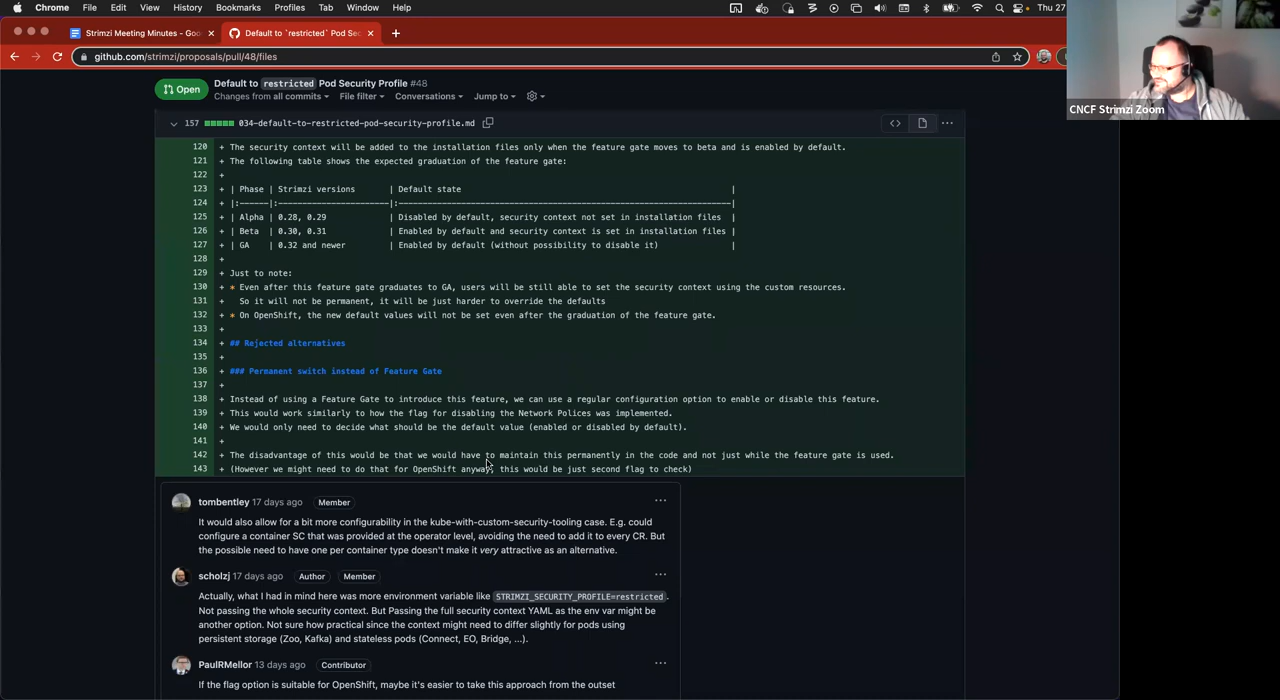 Chrome File Edit View History Bookmarks Profiles Tab Window Help Thu 27
Strimzi Meeting Minutes - Goo
Default to `restricted` Pod Sec
github.com/strimzi/proposals/pull/48/files
CNCF Strimzi Zoom
Open
Default to restricted Pod Security Profile #48
Changes from all commits File filter Conversations Jump to
157 034-default-to-restricted-pod-security-profile.md
120 + The security context will be added to the installation files only when the feature gate moves to beta and is enabled by default.
121 + The following table shows the expected graduation of the feature gate:
122 +
123 + | Phase | Strimzi versions | Default state |
124 + |:------|:-----------------------|:------------------------------------------------------------------|
125 + | Alpha | 0.28, 0.29 | Disabled by default, security context not set in installation files |
126 + | Beta | 0.30, 0.31 | Enabled by default and security context is set in installation files |
127 + | GA | 0.32 and newer | Enabled by default (without possibility to disable it) |
128 +
129 + Just to note:
130 + * Even after this feature gate graduates to GA, users will be still able to set the security context using the custom resources.
131 + So it will not be permanent, it will be just harder to override the defaults
132 + * On OpenShift, the new default values will not be set even after the graduation of the feature gate.
133 +
134 + ## Rejected alternatives
135 +
136 + ### Permanent switch instead of Feature Gate
137 +
138 + Instead of using a Feature Gate to introduce this feature, we can use a regular configuration option to enable or disable this feature.
139 + This would work similarly to how the flag for disabling the Network Polices was implemented.
140 + We would only need to decide what should be the default value (enabled or disabled by default).
141 +
142 + The disadvantage of this would be that we would have to maintain this permanently in the code and not just while the feature gate is used.
143 + (However we might need to do that for OpenShift anyway, this would be just second flag to check)
tombentley 17 days ago Member
It would also allow for a bit more configurability in the kube-with-custom-security-tooling case. E.g. could
configure a container SC that was provided at the operator level, avoiding the need to add it to every CR. But
the possible need to have one per container type doesn't make it very attractive as an alternative.
scholzj 17 days ago Author Member
Actually, what I had in mind here was more environment variable like STRIMZI_SECURITY_PROFILE=restricted.
Not passing the whole security context. But Passing the full security context YAML as the env var might be
another option. Not sure how practical since the context might need to differ slightly for pods using
persistent storage (Zoo, Kafka) and stateless pods (Connect, EO, Bridge, ...).
PaulRMellor 13 days ago Contributor
If the flag option is suitable for OpenShift, maybe it's easier to take this approach from the outset